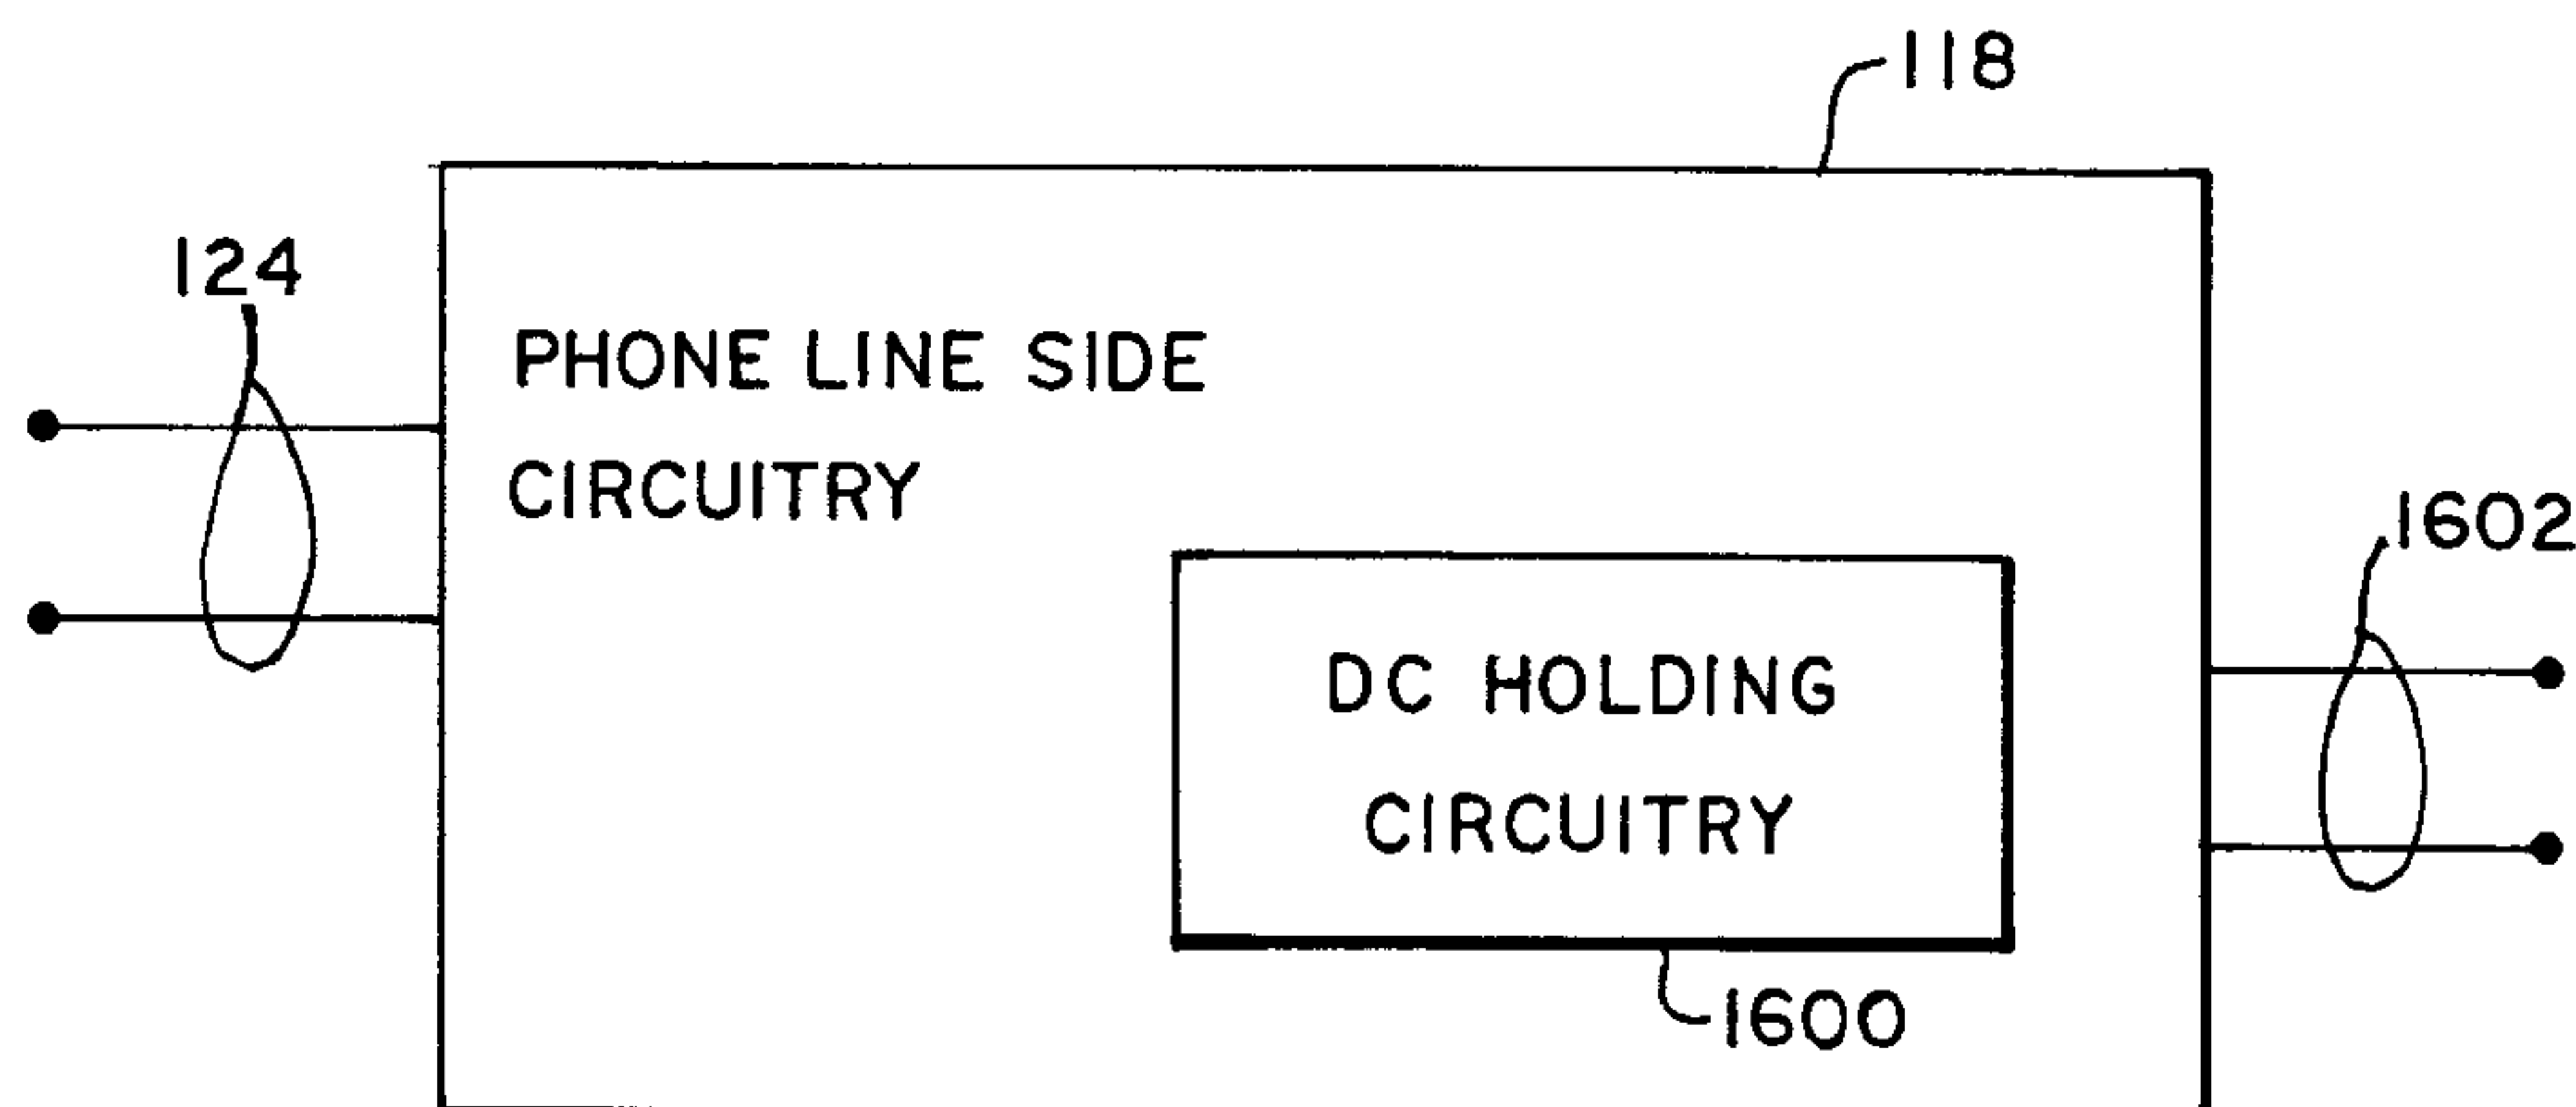 118
124
PHONE LINE SIDE
CIRCUITRY
1602
DC HOLDING
CIRCUITRY
1600